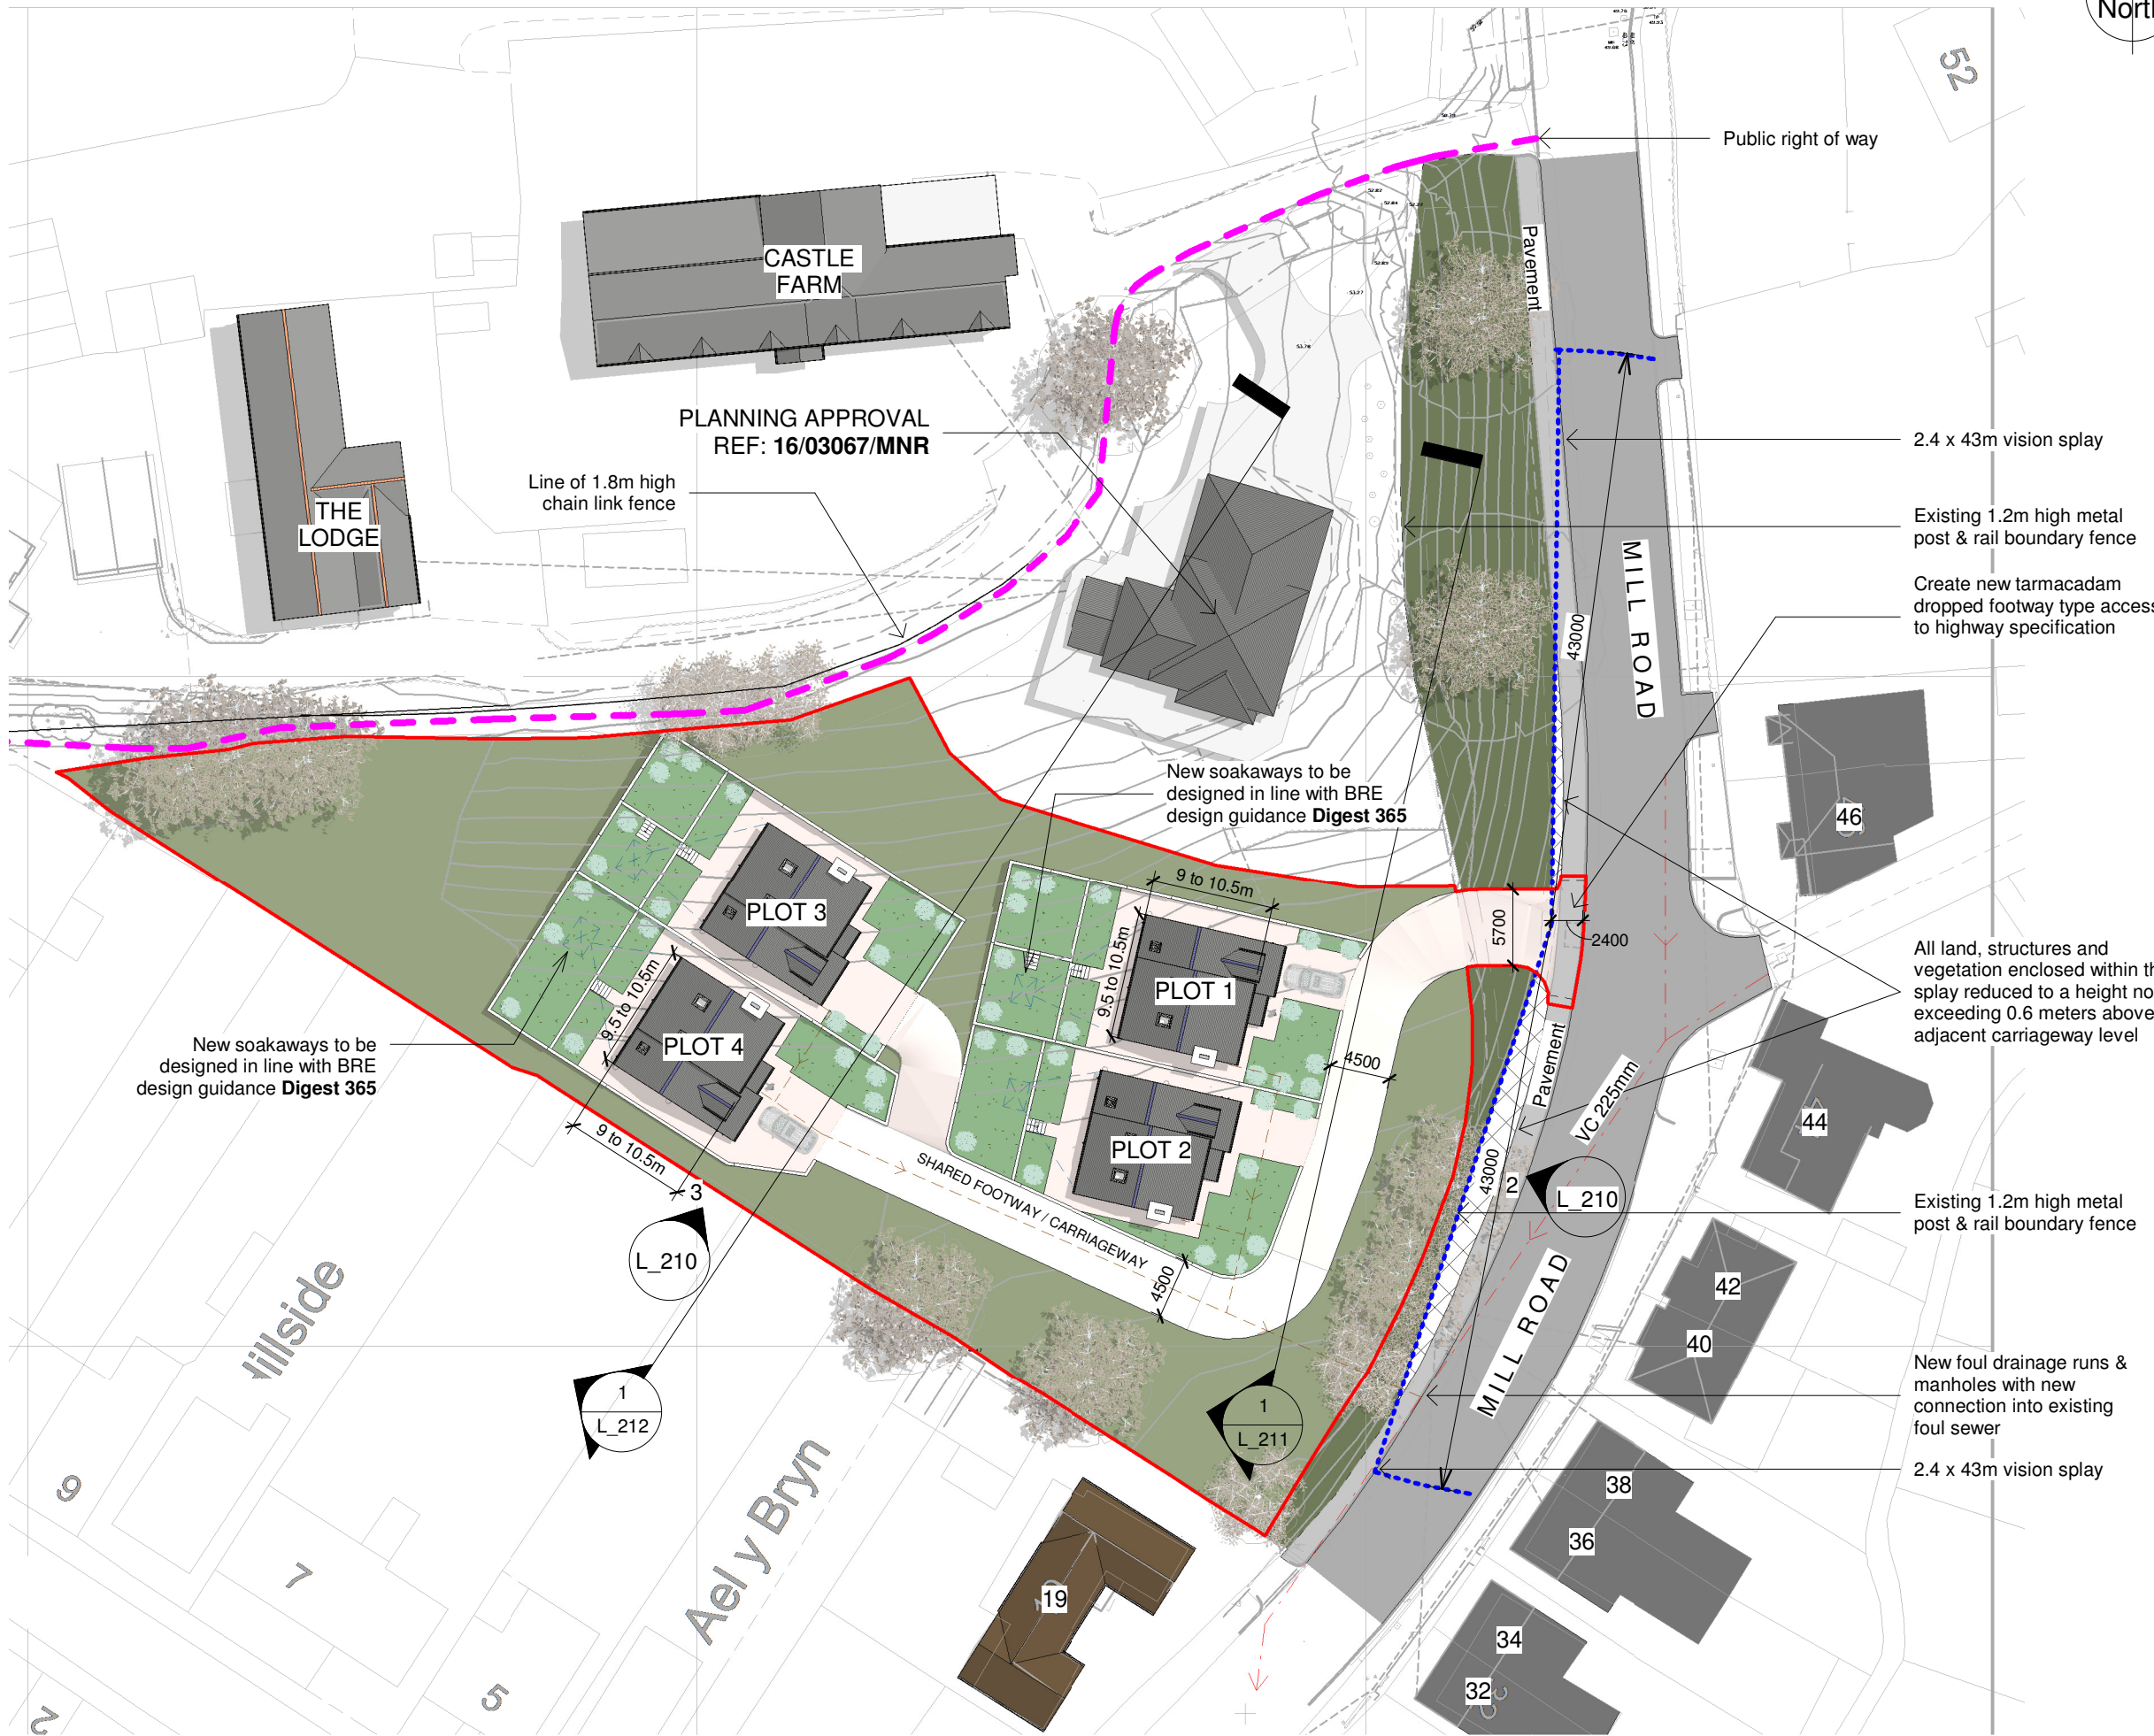 North
52
Public right of way
Pavement
CASTLE
FARM
PLANNING APPROVAL
REF: 16/03067/MNR
2.4 x 43m vision splay
Line of 1.8m high
chain link fence
THE
LODGE
Existing 1.2m high metal
post & rail boundary fence
MILL ROAD
43000
Create new tarmacadam
dropped footway type access
to highway specification
New soakaways to be
designed in line with BRE
design guidance Digest 365
46
9 to 10.5m
PLOT 3
5700
2400
9.5 to 10.5m
PLOT 1
9.5 to 10.5m
PLOT 4
All land, structures and
vegetation enclosed within th
splay reduced to a height no
exceeding 0.6 meters above
adjacent carriageway level
New soakaways to be
designed in line with BRE
design guidance Digest 365
4500
Pavement
VC 225mm
44
9 to 10.5m
PLOT 2
SHARED FOOTWAY / CARRIAGEWAY
43000
3
L_210
2
L_210
Existing 1.2m high metal
post & rail boundary fence
4500
42
40
Hillside
MILL ROAD
New foul drainage runs &
manholes with new
connection into existing
foul sewer
1
L_212
1
L_211
2.4 x 43m vision splay
9
Ael y Bryn
38
36
7
19
34
32
5
2